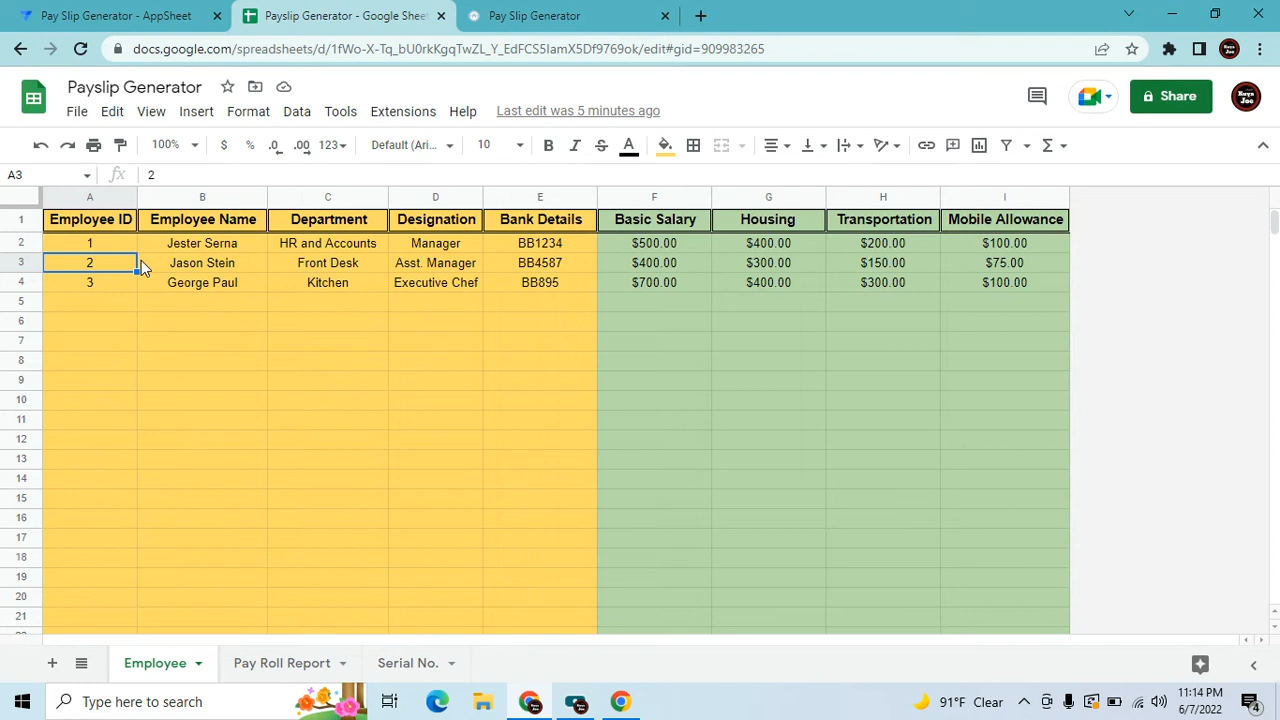 Pay Slip Generator - AppSheet
Payslip Generator - Google Sheet
Pay Slip Generator
docs.google.com/spreadsheets/d/1fWo-X-Tq_bU0rkKgqTwZL_Y_EdFCS5IamX5Df9769ok/edit#gid=909983265
Payslip Generator
File Edit View Insert Format Data Tools Extensions Help Last edit was 5 minutes ago
Share
100% $ % .0 .00 123 Default (Ari... 10 B I S A
A3 fx 2
A B C D E F G H I
1 Employee ID Employee Name Department Designation Bank Details Basic Salary Housing Transportation Mobile Allowance
2 1 Jester Serna HR and Accounts Manager BB1234 $500.00 $400.00 $200.00 $100.00
3 2 Jason Stein Front Desk Asst. Manager BB4587 $400.00 $300.00 $150.00 $75.00
4 3 George Paul Kitchen Executive Chef BB895 $700.00 $400.00 $300.00 $100.00
5
6
7
8
9
10
11
12
13
14
15
16
17
18
19
20
21
Employee Pay Roll Report Serial No.
Type here to search
91°F Clear
11:14 PM
6/7/2022
4